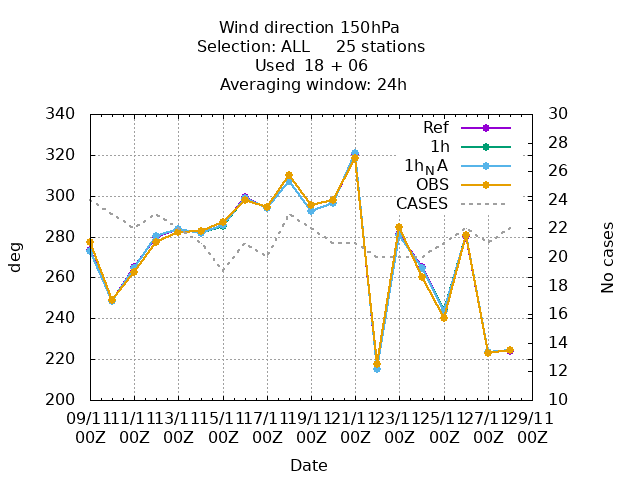 Wind direction 150hPa
Selection: ALL 25 stations
Used 18 + 06
Averaging window: 24h
340
320
300
280
260
240
220
200
deg
Ref
1h
1h_NA
OBS
CASES
30
28
26
24
22
20
18
16
14
12
10
No cases
09/11 11/11 13/11 15/11 17/11 19/11 21/11 23/11 25/11 27/11 29/11
00Z 00Z 00Z 00Z 00Z 00Z 00Z 00Z 00Z 00Z 00Z
Date